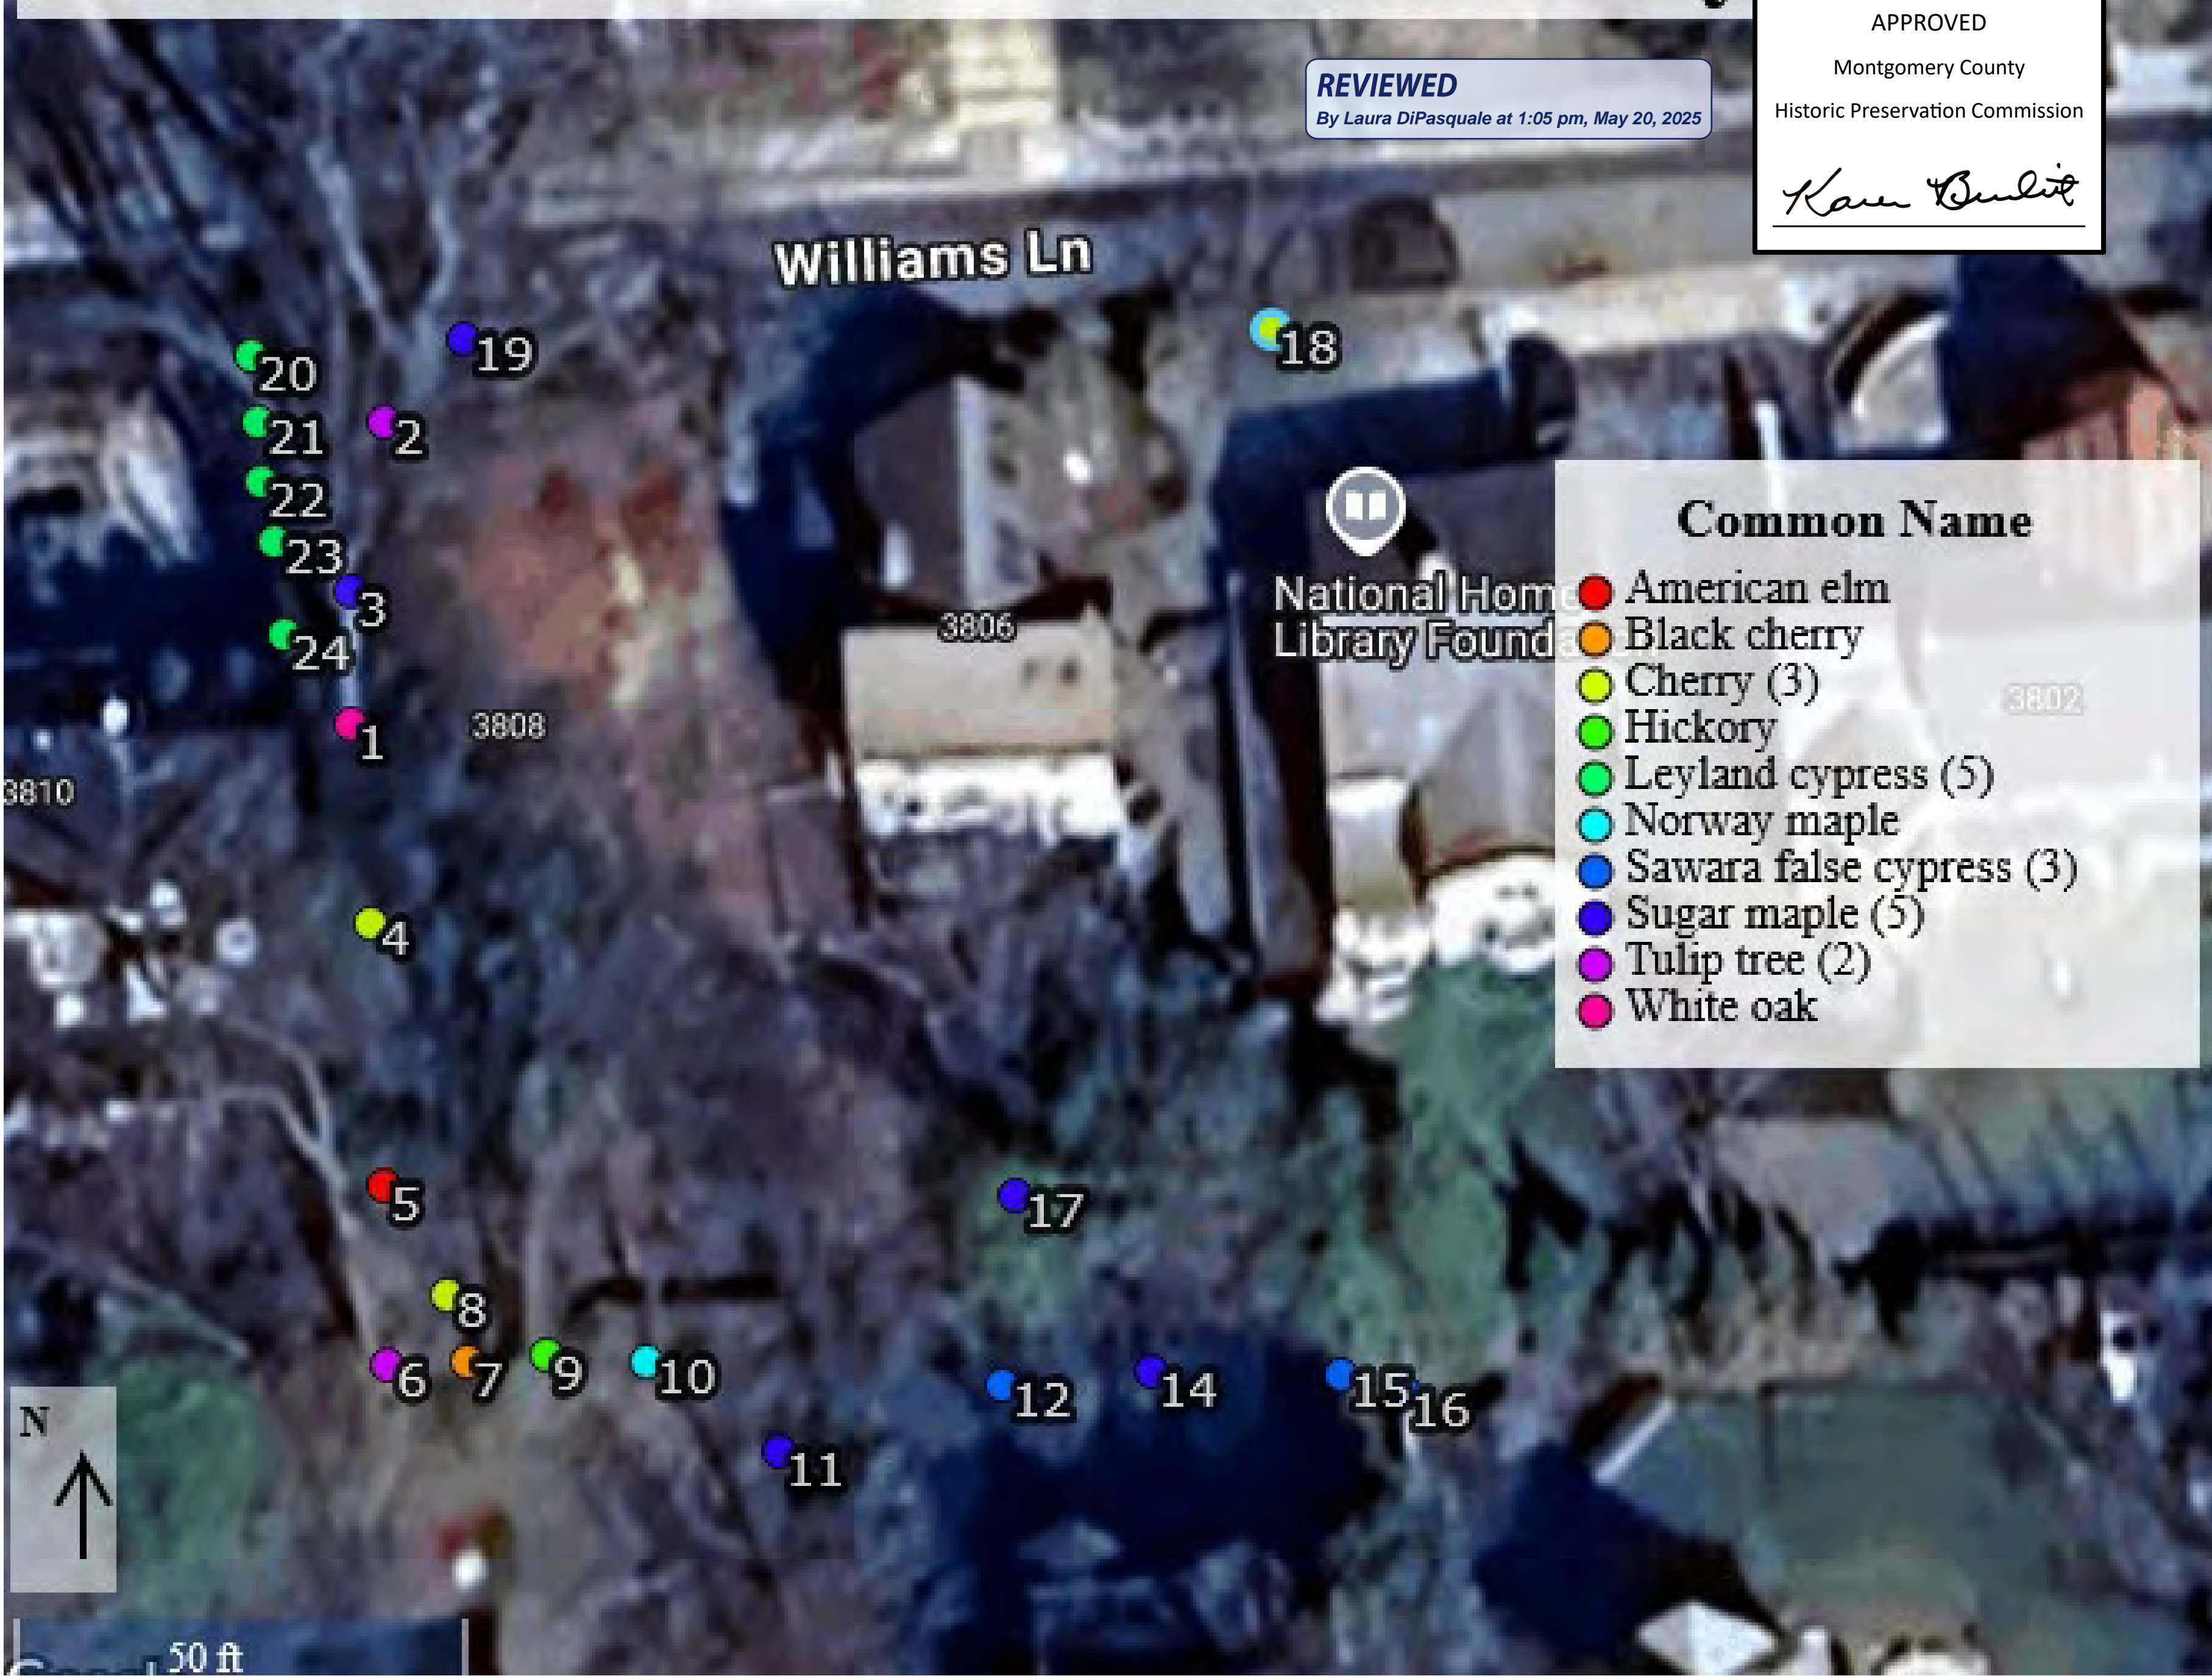 APPROVED
Montgomery County
Historic Preservation Commission
REVIEWED
By Laura DiPasquale at 1:05 pm, May 20, 2025
Williams Ln
18
19
20
2
21
22
23
3
24
1
3808
3806
3810
National Hom
Library Founda
Common Name
American elm
Black cherry
Cherry (3)
Hickory
Leyland cypress (5)
Norway maple
Sawara false cypress (3)
Sugar maple (5)
Tulip tree (2)
White oak
3802
4
5
17
8
6
7
9
10
12
14
15
16
11
N
50 ft